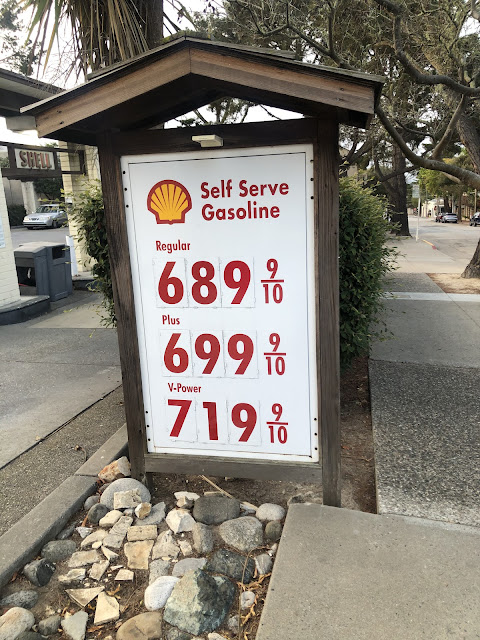 SHELL
Self Serve
Gasoline
Regular
689 9/10
Plus
699 9/10
V-Power
719 9/10